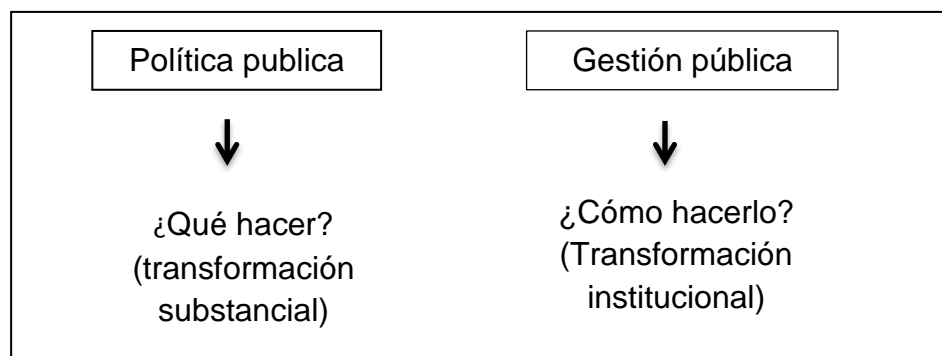 Política publica
Gestión pública
¿Qué hacer?
(transformación
substancial)
¿Cómo hacerlo?
(Transformación
institucional)